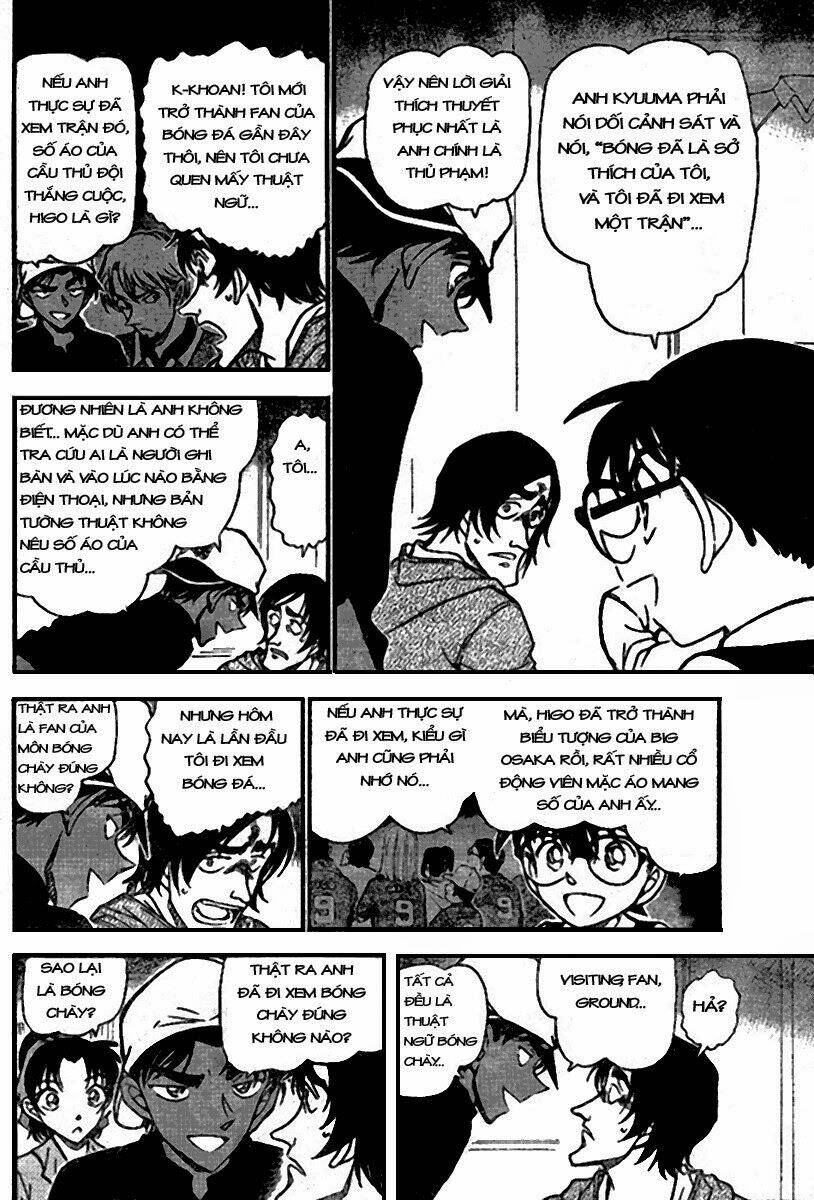 ANH KYUUMA PHẢI
NÓI DỐI CẢNH SÁT VÀ
NÓI, "BÓNG ĐÁ LÀ SỞ
THÍCH CỦA TÔI,
VÀ TÔI ĐÃ ĐI XEM
MỘT TRẬN"...
VẬY NÊN LỜI GIẢI
THÍCH THUYẾT
PHỤC NHẤT LÀ
ANH CHÍNH LÀ
THỦ PHẠM!
K-KHOAN! TÔI MỚI
TRỞ THÀNH FAN CỦA
BÓNG ĐÁ GẦN ĐÂY
THÔI, NÊN TÔI CHƯA
QUEN MẤY THUẬT
NGỮ...
NẾU ANH
THỰC SỰ ĐÃ
XEM TRẬN ĐÓ,
SỐ ÁO CỦA
CẦU THỦ ĐỘI
THẮNG CUỘC,
HIGO LÀ GÌ?
A,
TÔI...
ĐƯƠNG NHIÊN LÀ ANH KHÔNG
BIẾT... MẶC DÙ ANH CÓ THỂ
TRA CỨU AI LÀ NGƯỜI GHI
BÀN VÀ VÀO LÚC NÀO BẰNG
ĐIỆN THOẠI, NHƯNG BẢN
TƯỜNG THUẬT KHÔNG
NÊU SỐ ÁO CỦA
CẦU THỦ...
MÀ, HIGO ĐÃ TRỞ THÀNH
BIỂU TƯỢNG CỦA BIG
OSAKA RỒI, RẤT NHIỀU CỔ
ĐỘNG VIÊN MẶC ÁO MANG
SỐ CỦA ANH ẤY...
NẾU ANH THỰC SỰ
ĐÃ ĐI XEM, KIỂU GÌ
ANH CŨNG PHẢI
NHỚ NÓ...
9
9
9
NHƯNG HÔM
NAY LÀ LẦN ĐẦU
TÔI ĐI XEM
BÓNG ĐÁ...
THẬT RA ANH
LÀ FAN CỦA
MÔN BÓNG
CHÀY ĐÚNG
KHÔNG?
HẢ?
VISITING FAN,
GROUND...
TẤT CẢ
ĐỀU LÀ
THUẬT
NGỮ BÓNG
CHÀY...
THẬT RA ANH
ĐÃ ĐI XEM BÓNG
CHÀY ĐÚNG
KHÔNG NÀO?
SAO LẠI
LÀ BÓNG
CHÀY?